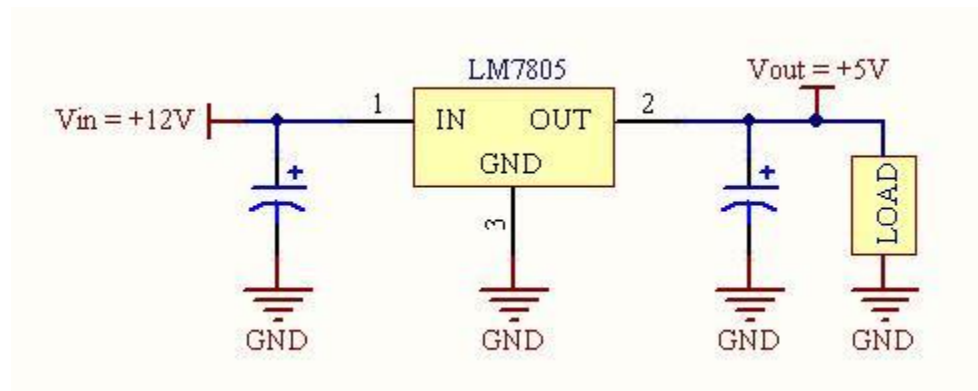 LM7805
Vout = +5V
Vin = +12V
1
IN
OUT
2
GND
+
+
3
LOAD
GND
GND
GND
GND